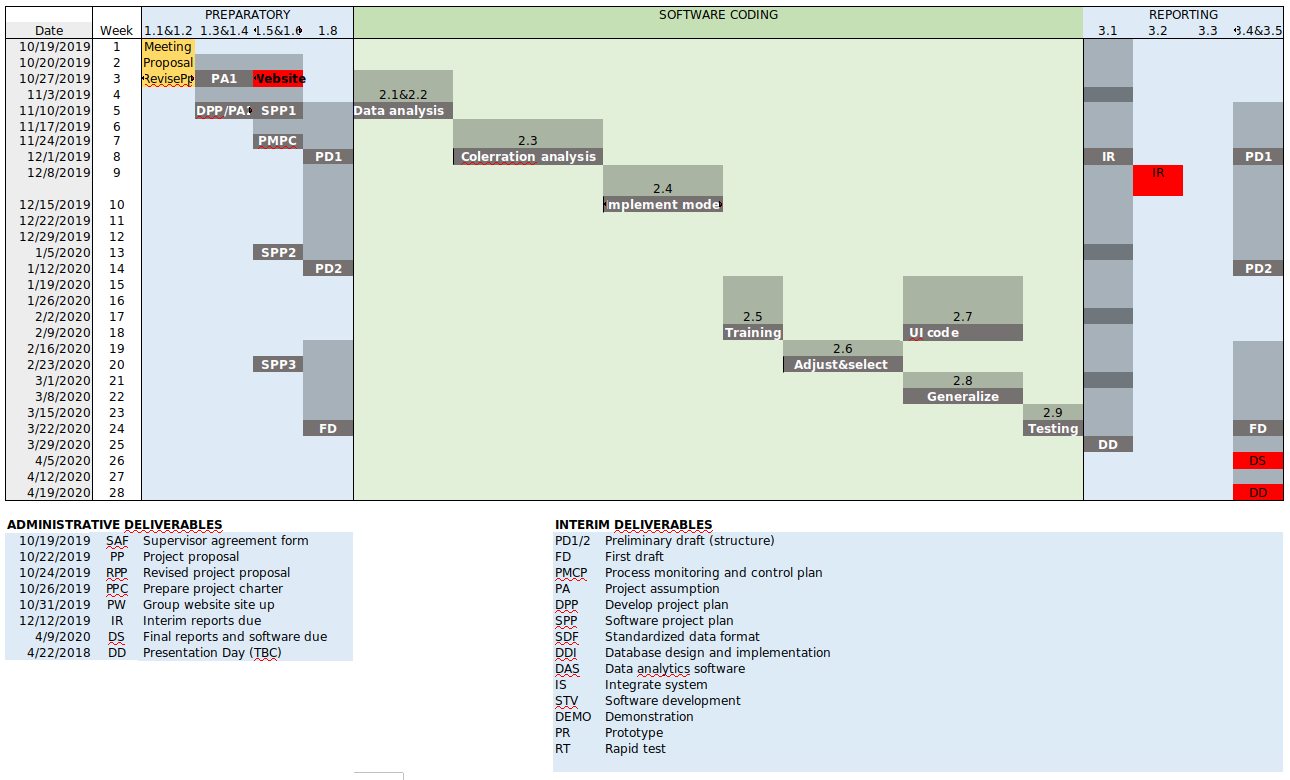 PREPARATORY SOFTWARE CODING REPORTING
Date Week 1.1&1.2 1.3&1.4 1.8 3.1 3.2 3.3 3.4&3.5
10/19/2019 1 Meeting
10/20/2019 2 Proposal
10/27/2019 3 PA1 Website
11/3/2019 4 2.1&2.2
11/10/2019 5 DPP/PA1 SPP1 Data analysis
11/17/2019 6
11/24/2019 7 PMPC 2.3
12/1/2019 8 PD1 Colerration analysis IR PD1
12/8/2019 9 IR
2.4
12/15/2019 10 mplement mode
12/22/2019 11
12/29/2019 12
1/5/2020 13 SPP2
1/12/2020 14 PD2 PD2
1/19/2020 15
1/26/2020 16
2/2/2020 17 2.5 2.7
2/9/2020 18 Training UI code
2/16/2020 19 2.6
2/23/2020 20 SPP3 Adjust&select
3/1/2020 21 2.8
3/8/2020 22 Generalize
3/15/2020 23 2.9
3/22/2020 24 FD Testing FD
3/29/2020 25 DD
4/5/2020 26 DS
4/12/2020 27
4/19/2020 28 DD
ADMINISTRATIVE DELIVERABLES
10/19/2019 SAF Supervisor agreement form
10/22/2019 PP Project proposal
10/24/2019 RPP Revised project proposal
10/26/2019 PPC Prepare project charter
10/31/2019 PW Group website site up
12/12/2019 IR Interim reports due
4/9/2020 DS Final reports and software due
4/22/2018 DD Presentation Day (TBC)
INTERIM DELIVERABLES
PD1/2 Preliminary draft (structure)
FD First draft
PMCP Process monitoring and control plan
PA Project assumption
DPP Develop project plan
SPP Software project plan
SDF Standardized data format
DDI Database design and implementation
DAS Data analytics software
IS Integrate system
STV Software development
DEMO Demonstration
PR Prototype
RT Rapid test